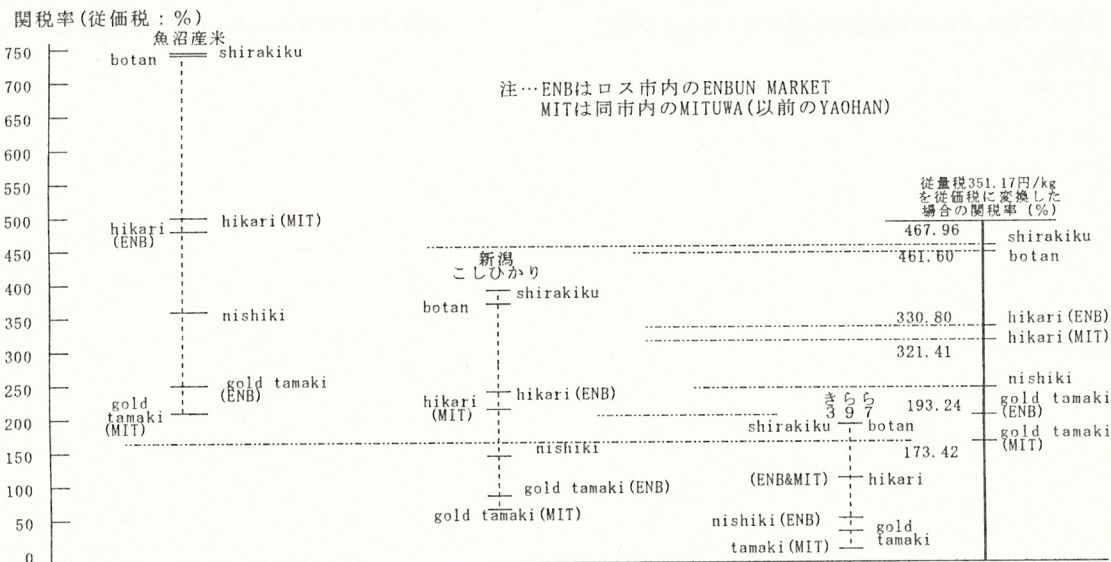 関税率(従価税:%)
魚沼産米
750
700
650
600
550
500
450
400
350
300
250
200
150
100
50
0
botan
shirakiku
hikari(MIT)
hikari
(ENB)
nishiki
gold tamaki
(ENB)
gold
tamaki
(MIT)
注…ENBはロス市内のENBUN MARKET
MITは同市内のMITUWA(以前のYAOHAN)
新潟
こしひかり
shirakiku
botan
hikari(ENB)
hikari
(MIT)
nishiki
gold tamaki(ENB)
gold tamaki(MIT)
きらら
397
shirakiku
botan
(ENB&MIT)
hikari
nishiki(ENB)
gold
tamaki
tamaki(MIT)
従量税351.17円/kg
を従価税に変換した
場合の関税率(%)
467.96
shirakiku
461.60
botan
330.80
hikari(ENB)
hikari(MIT)
321.41
nishiki
193.24
gold tamaki
(ENB)
gold tamaki
(MIT)
173.42